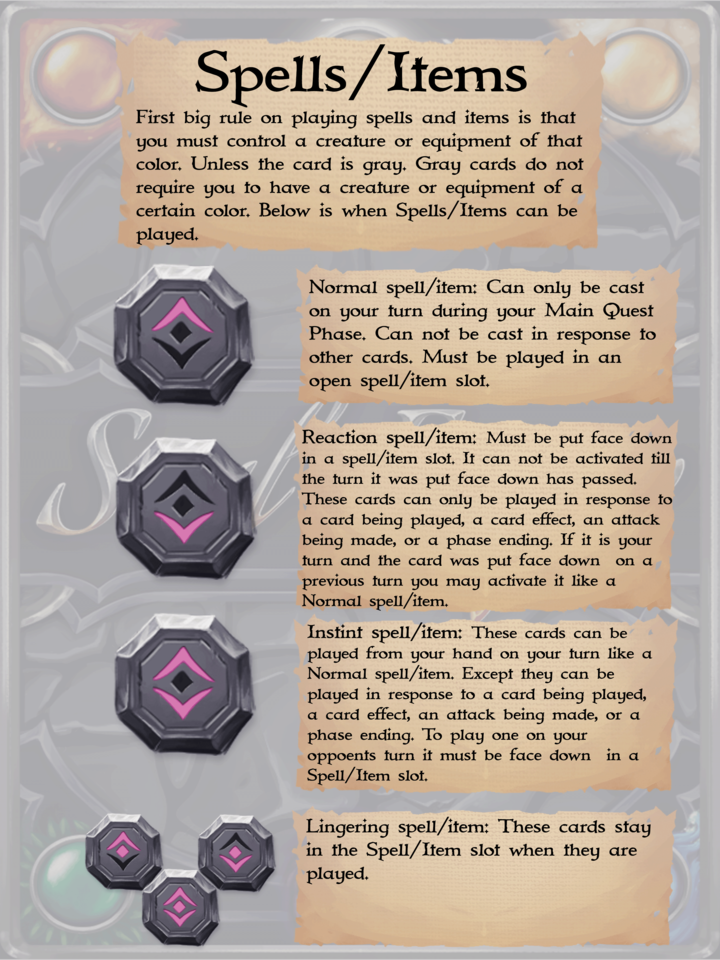 Spells/Items
First big rule on playing spells and items is that
you must control a creature or equipment of that
color. Unless the card is gray. Gray cards do not
require you to have a creature or equipment of a
certain color. Below is when Spells/Items can be
played.
Normal spell/item: Can only be cast
on your turn during your Main Quest
Phase. Can not be cast in response to
other cards. Must be played in an
open spell/item slot.
Reaction spell/item: Must be put face down
in a spell/item slot. It can not be activated till
the turn it was put face down has passed.
These cards can only be played in response to
a card being played, a card effect, an attack
being made, or a phase ending. If it is your
turn and the card was put face down on a
previous turn you may activate it like a
Normal spell/item.
Instint spell/item: These cards can be
played from your hand on your turn like a
Normal spell/item. Except they can be
played in response to a card being played,
a card effect, an attack being made, or a
phase ending. To play one on your
oppoents turn it must be face down in a
Spell/Item slot.
Lingering spell/item: These cards stay
in the Spell/Item slot when they are
played.